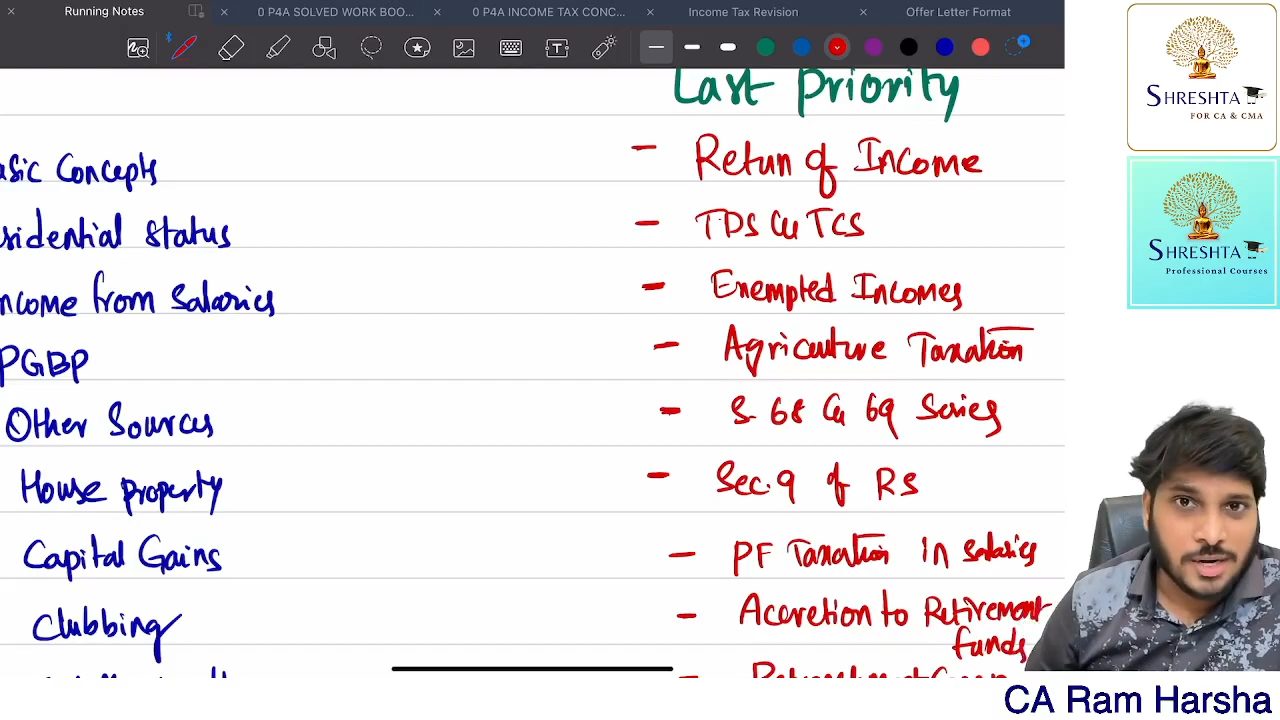 Running Notes
0 P4A SOLVED WORK BOO...
0 P4A INCOME TAX CONC...
Income Tax Revision
Offer Letter Format
Last Priority
- Retun of Income
- TDS & TCS
- Exempted Incomes
- Agriculture Taxation
- S-68 & 69 Series
- Sec.9 of RS
- PF Taxation in Salaries
- Accretion to Retirement
funds
asic Concepts
sidential Status
ncome from Salaries
PGBP
Other Sources
House property
Capital Gains
Clubbing
SHRESHTA
FOR CA & CMA
SHRESHTA
Professional Courses
CA Ram Harsha